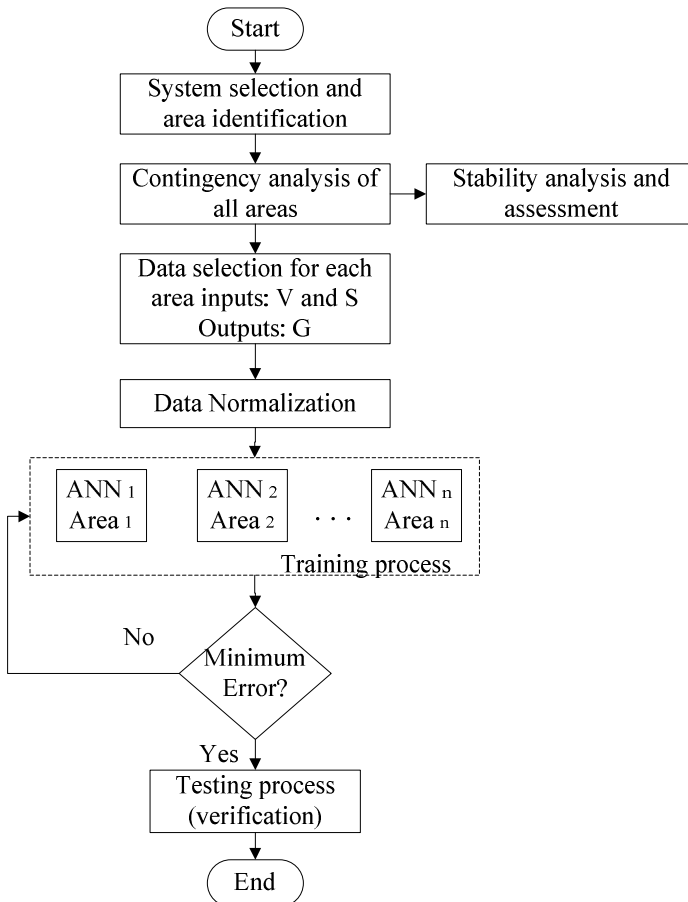 Start
System selection and
area identification
Contingency analysis of
all areas
Stability analysis and
assessment
Data selection for each
area inputs: V and S
Outputs: G
Data Normalization
ANN 1
Area 1
ANN 2
Area 2
. . .
ANN n
Area n
Training process
No
Minimum
Error?
Yes
Testing process
(verification)
End